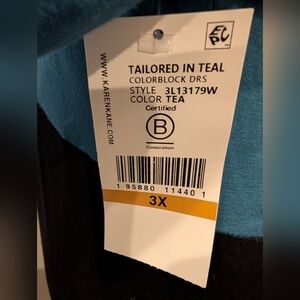 WWW.KARENKANE.COM
EPC
TAILORED IN TEAL
COLORBLOCK DRS
STYLE 3L13179W
COLOR TEA
Certified
B
Corporation
1 95880 11440 1
3X